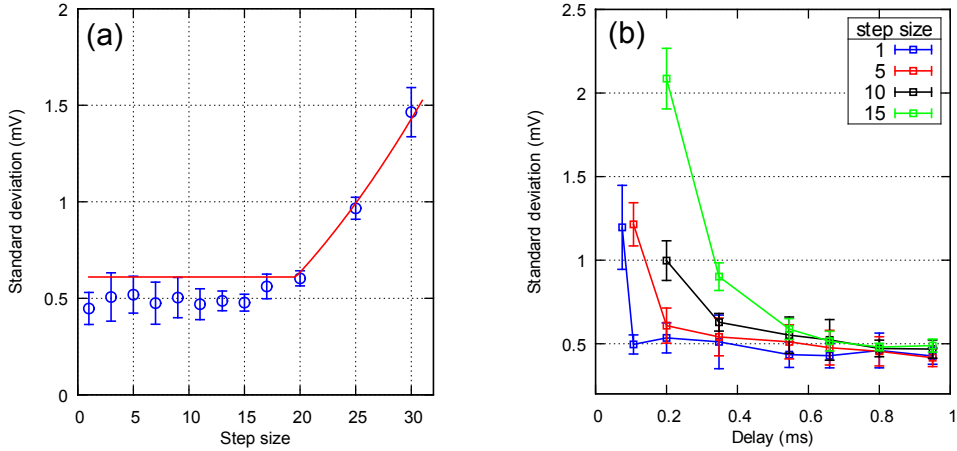 (a)
Standard deviation (mV)
2
1.5
1
0.5
0
0 5 10 15 20 25 30
Step size
(b)
Standard deviation (mV)
2.5
2
1.5
1
0.5
0
0 0.2 0.4 0.6 0.8 1
Delay (ms)
step size
1
5
10
15